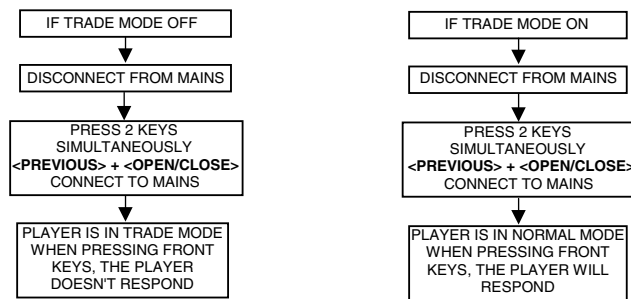 IF TRADE MODE OFF
DISCONNECT FROM MAINS
PRESS 2 KEYS
SIMULTANEOUSLY
<PREVIOUS> + <OPEN/CLOSE>
CONNECT TO MAINS
PLAYER IS IN TRADE MODE
WHEN PRESSING FRONT
KEYS, THE PLAYER
DOESN'T RESPOND
IF TRADE MODE ON
DISCONNECT FROM MAINS
PRESS 2 KEYS
SIMULTANEOUSLY
<PREVIOUS> + <OPEN/CLOSE>
CONNECT TO MAINS
PLAYER IS IN NORMAL MODE
WHEN PRESSING FRONT
KEYS, THE PLAYER WILL
RESPOND